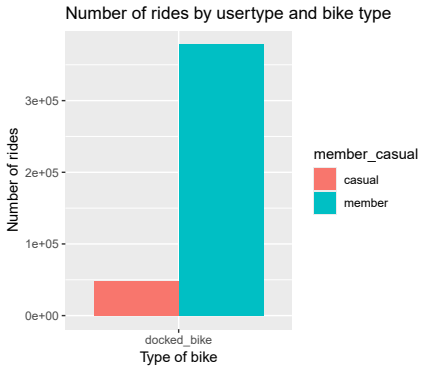 Number of rides by usertype and bike type
Number of rides
3e+05
2e+05
1e+05
0e+00
docked_bike
Type of bike
member_casual
casual
member